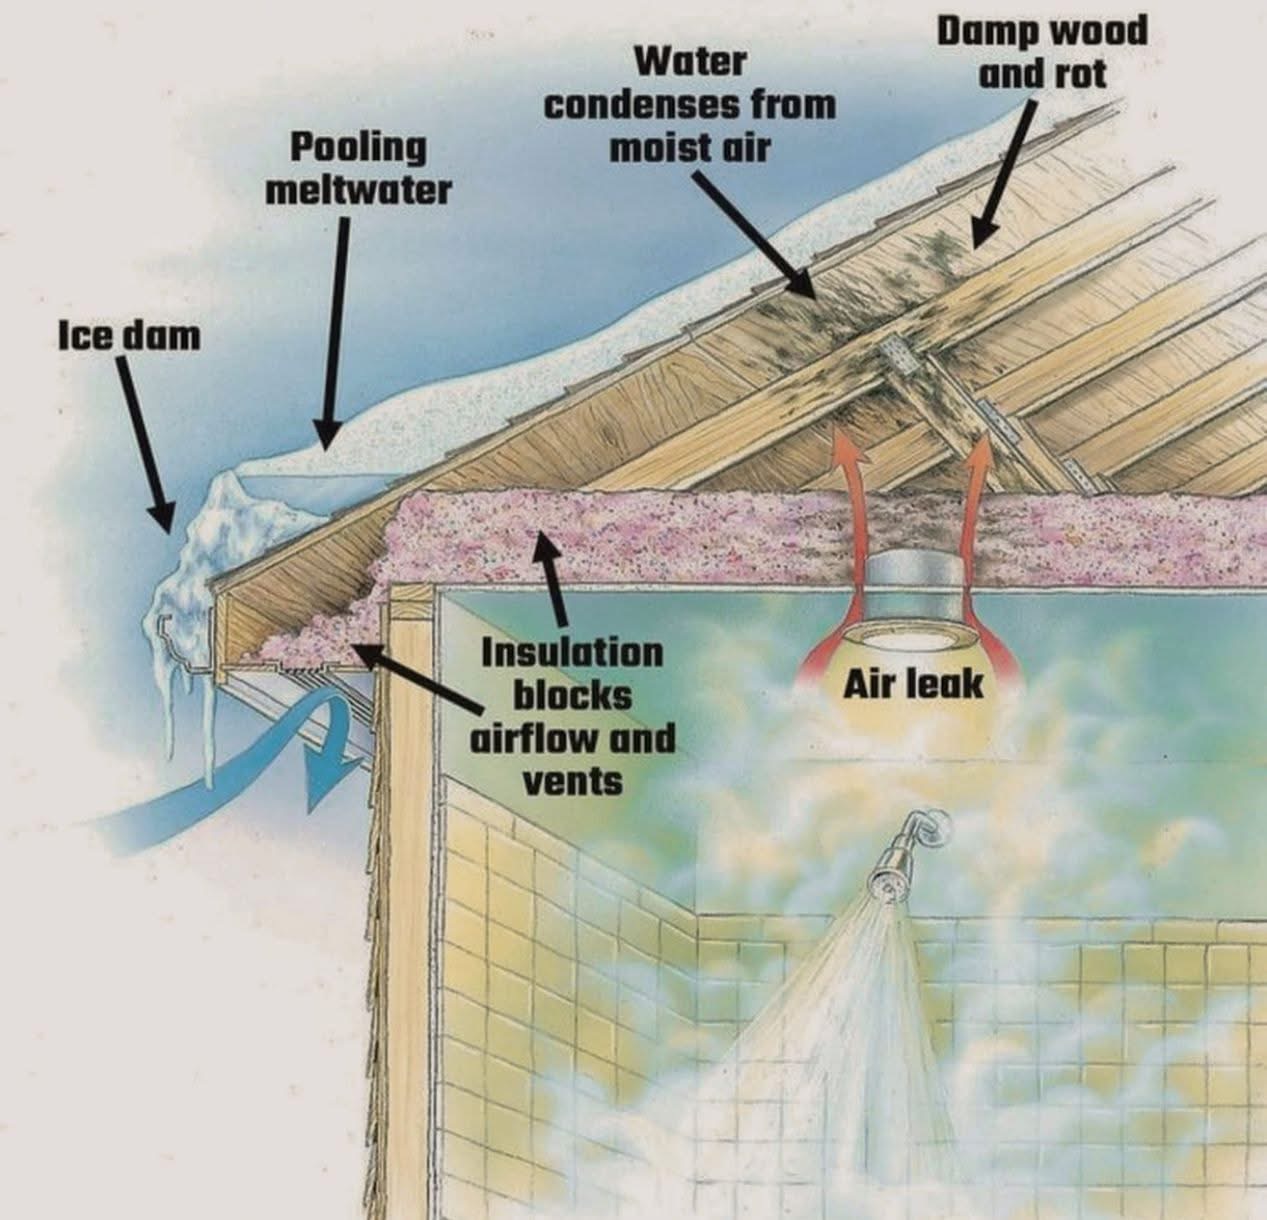 Damp wood
and rot
Water
condenses from
moist air
Pooling
meltwater
Ice dam
Insulation
blocks
airflow and
vents
Air leak